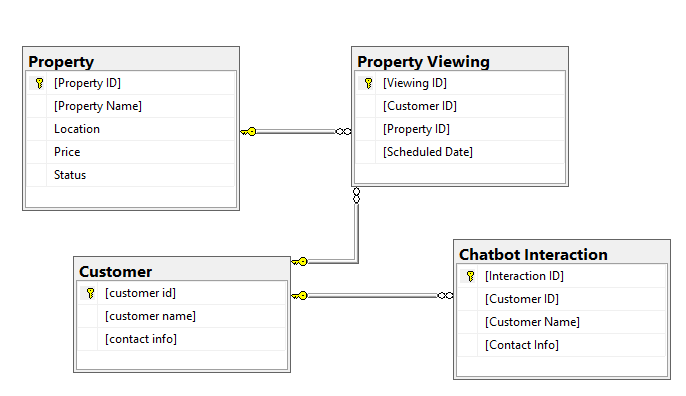 Property
[Property ID]
[Property Name]
Location
Price
Status
Property Viewing
[Viewing ID]
[Customer ID]
[Property ID]
[Scheduled Date]
Customer
[customer id]
[customer name]
[contact info]
Chatbot Interaction
[Interaction ID]
[Customer ID]
[Customer Name]
[Contact Info]